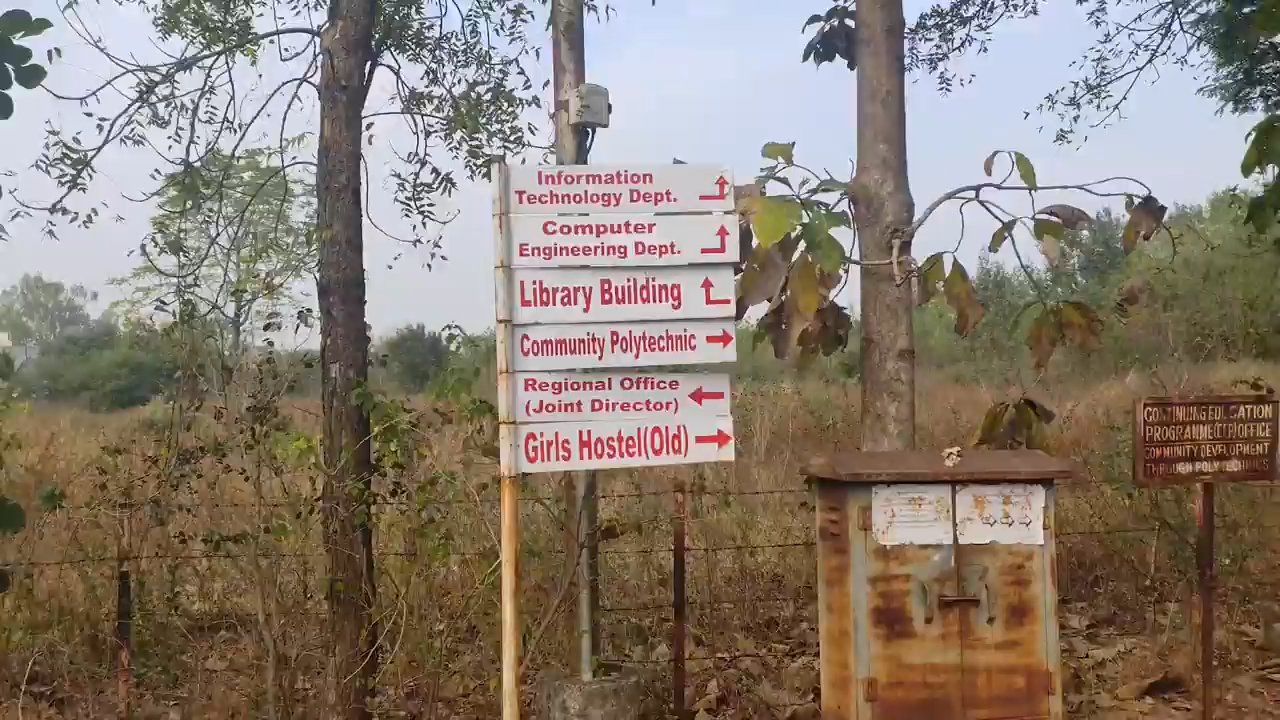 Information
Technology Dept.
Computer
Engineering Dept.
Library Building
Community Polytechnic
Regional Office
(Joint Director)
Girls Hostel(Old)
CONTINUING EDUCATION
PROGRAMME(CEP)OFFICE
COMMUNITY DEVELOPMENT
THROUGH POLYTECHNICS